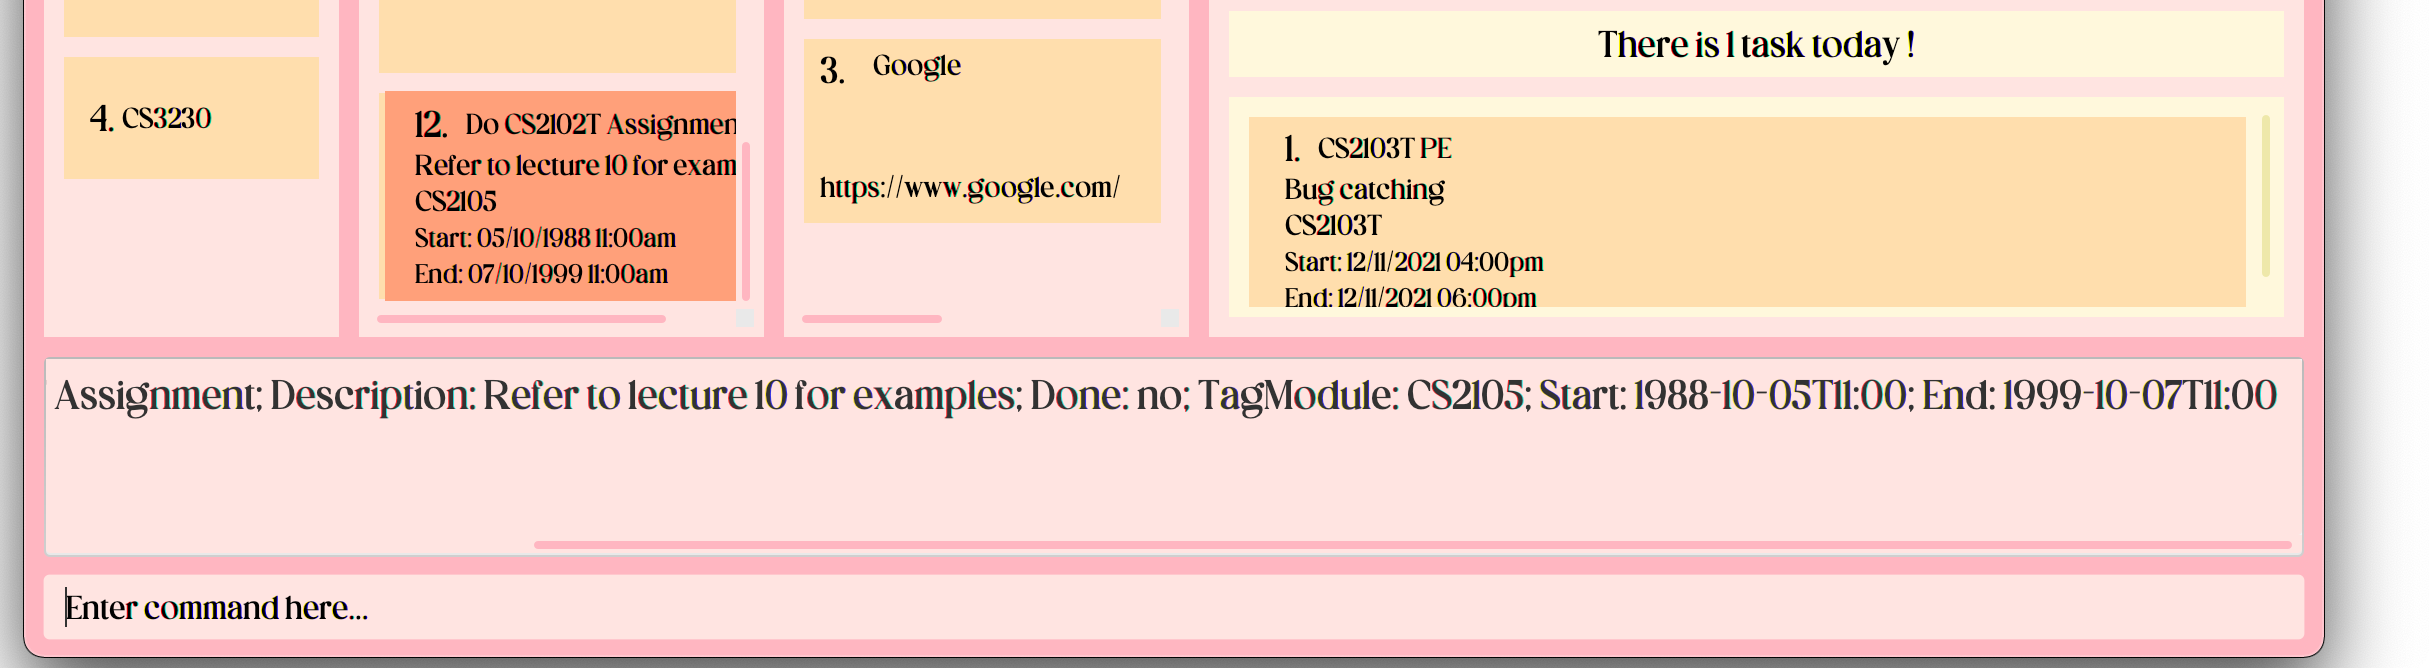 4. CS3230
12. Do CS2102T Assignmen
Refer to lecture 10 for exam
CS2105
Start: 05/10/1988 11:00am
End: 07/10/1999 11:00am
3. Google
https://www.google.com/
There is 1 task today !
1. CS2103T PE
Bug catching
CS2103T
Start: 12/11/2021 04:00pm
End: 12/11/2021 06:00pm
Assignment; Description: Refer to lecture 10 for examples; Done: no; TagModule: CS2105; Start: 1988-10-05T11:00; End: 1999-10-07T11:00
Enter command here...